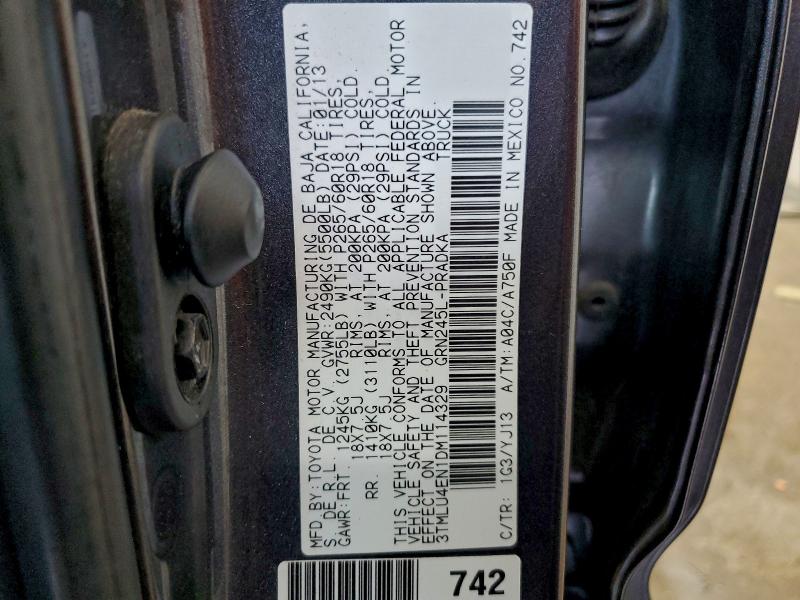 MFD.BY:TOYOTA MOTOR MANUFACTURING DE BAJA CALIFORNIA,
S. DE R.L. DE C.V. GVWR:2490KG(5500LB) DATE:01/13
GAWR:FRT. 1245KG (2755LB) WITH P265/60R18 TIRES,
18X7.5J RIMS, AT 200KPA (29PSI) COLD.
RR. 1410KG (3110LB) WITH P265/60R18 TIRES,
18X7.5J RIMS, AT 200KPA (29PSI) COLD.
THIS VEHICLE CONFORMS TO ALL APPLICABLE FEDERAL MOTOR
VEHICLE SAFETY AND THEFT PREVENTION STANDARDS IN
EFFECT ON THE DATE OF MANUFACTURE SHOWN ABOVE.
3TMLU4EN1DM114329 GRN245L-PRADKA TRUCK
C/TR: 1G3/YJ13 A/TM:A04C/A750F MADE IN MEXICO NO.742
742